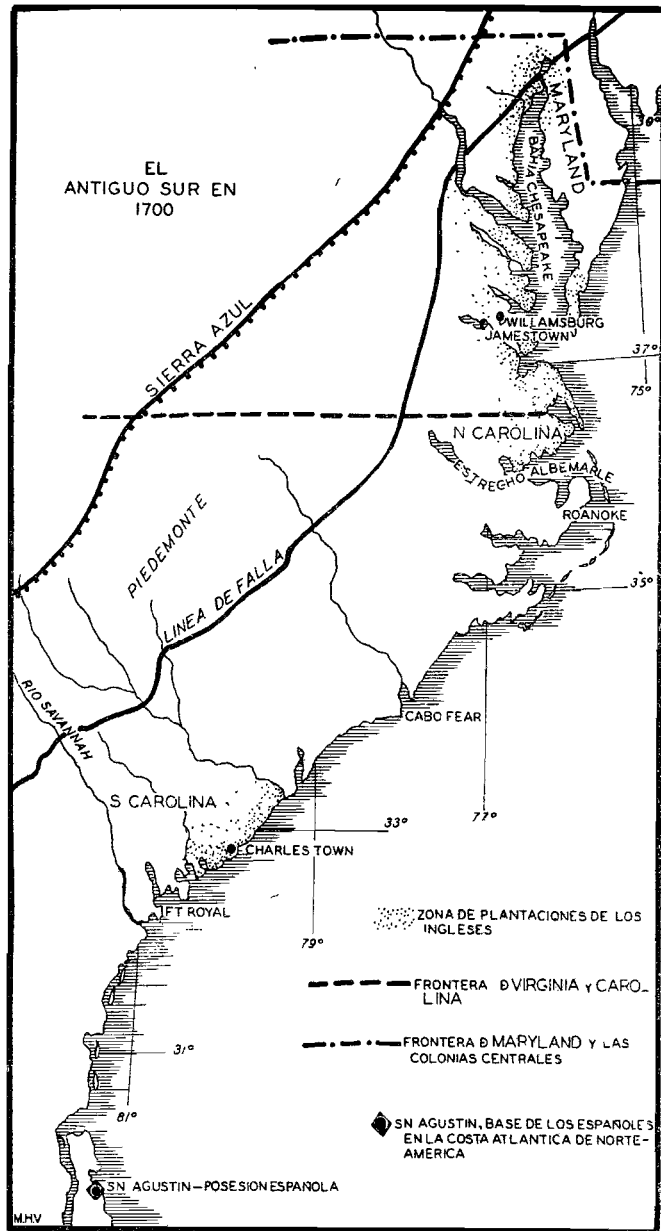 EL
ANTIGUO SUR EN
1700
MARYLAND
39°
BAHIA CHESAPEAKE
SIERRA AZUL
WILLAMSBURG
JAMESTOWN
37°
75°
N CAROLINA
ESTRECHO ALBEMARLE
ROANOKE
PIEDEMONTE
35°
LINEA DE FALLA
RIO SAVANNAH
CABO FEAR
S CAROLINA
33°
77°
CHARLES TOWN
FT ROYAL
79°
ZONA DE PLANTACIONES DE LOS
INGLESES
FRONTERA D VIRGINIA Y CARO-
LINA
31°
FRONTERA D MARYLAND Y LAS
COLONIAS CENTRALES
81°
SN AGUSTIN, BASE DE LOS ESPAÑOLES
EN LA COSTA ATLANTICA DE NORTE-
AMERICA
SN AGUSTIN-POSESION ESPAÑOLA
M.H.V